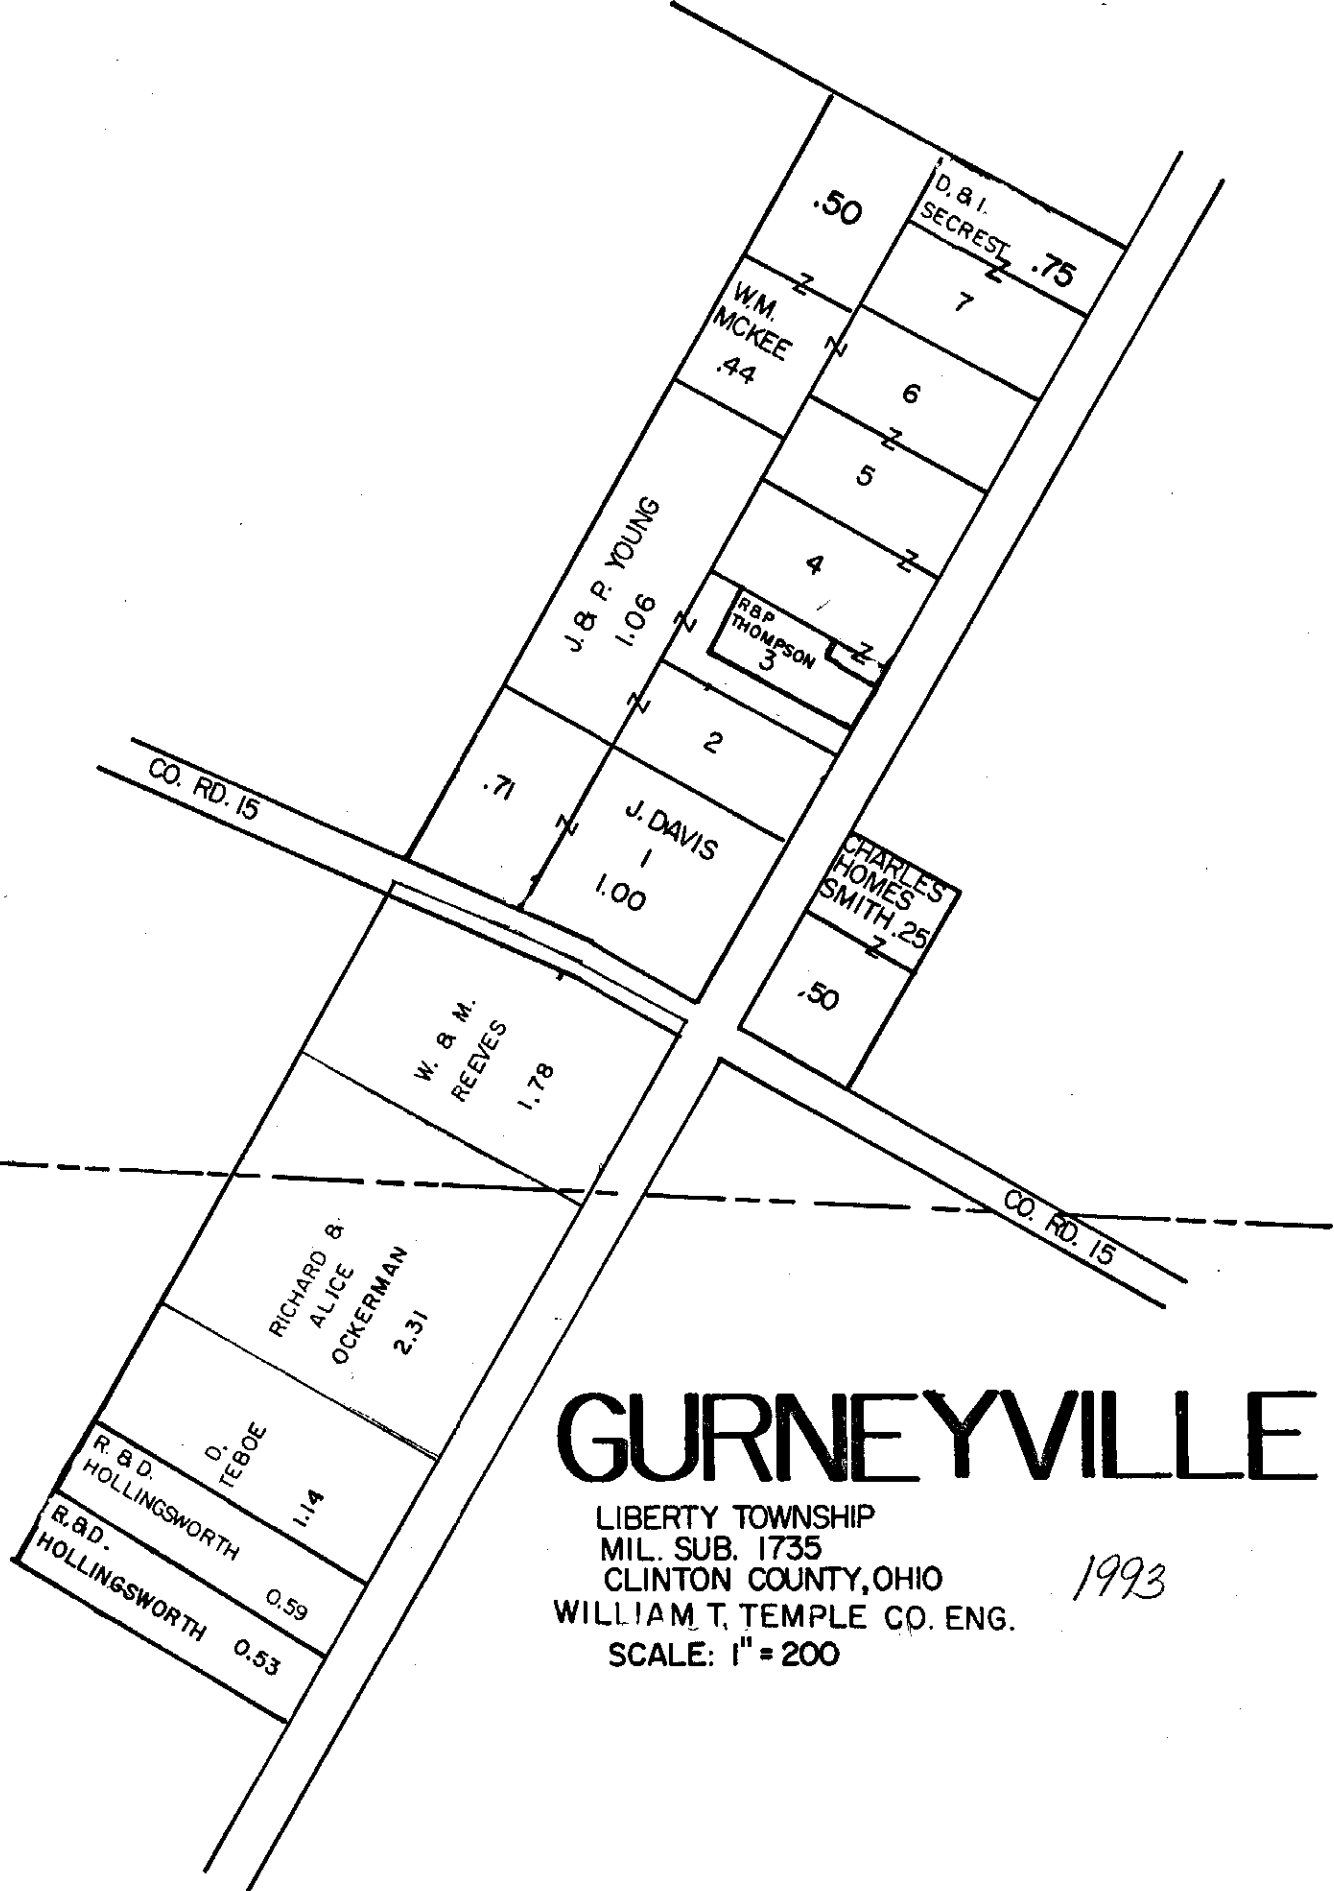 .50
D. & I.
SECREST .75
7
W.M.
MCKEE
.44
6
5
4
J. & P. YOUNG
1.06
R & P
THOMPSON
3
2
.71
J. DAVIS
1
1.00
CO. RD. 15
CHARLES
HOMES
SMITH .25
.50
W. & M.
REEVES
1.78
CO. RD. 15
RICHARD &
ALICE
OCKERMAN
2.31
D.
TEBOE
1.14
R. & D.
HOLLINGSWORTH
0.59
R.&D.
HOLLINGSWORTH 0.53
GURNEYVILLE
LIBERTY TOWNSHIP
MIL. SUB. 1735
CLINTON COUNTY, OHIO
1993
WILLIAM T. TEMPLE CO. ENG.
SCALE: 1" = 200
Z
Z
Z
Z
Z
Z
Z
Z
Z
Z